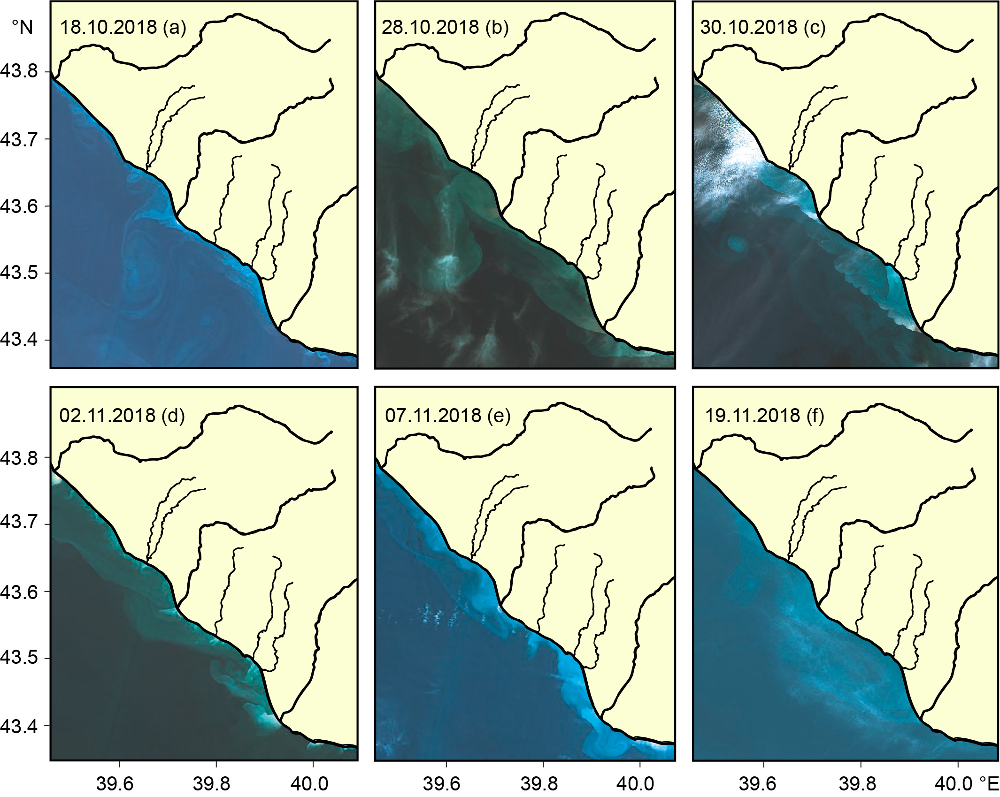 °N
18.10.2018 (a)
28.10.2018 (b)
30.10.2018 (c)
43.8
43.7
43.6
43.5
43.4
02.11.2018 (d)
07.11.2018 (e)
19.11.2018 (f)
43.8
43.7
43.6
43.5
43.4
39.6
39.8
40.0
39.6
39.8
40.0
39.6
39.8
40.0 °E